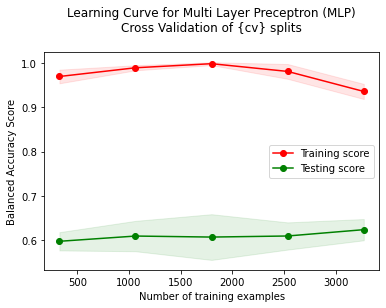 Learning Curve for Multi Layer Preceptron (MLP)
Cross Validation of {cv} splits
1.0
0.9
0.8
0.7
0.6
Balanced Accuracy Score
Training score
Testing score
500
1000
1500
2000
2500
3000
Number of training examples